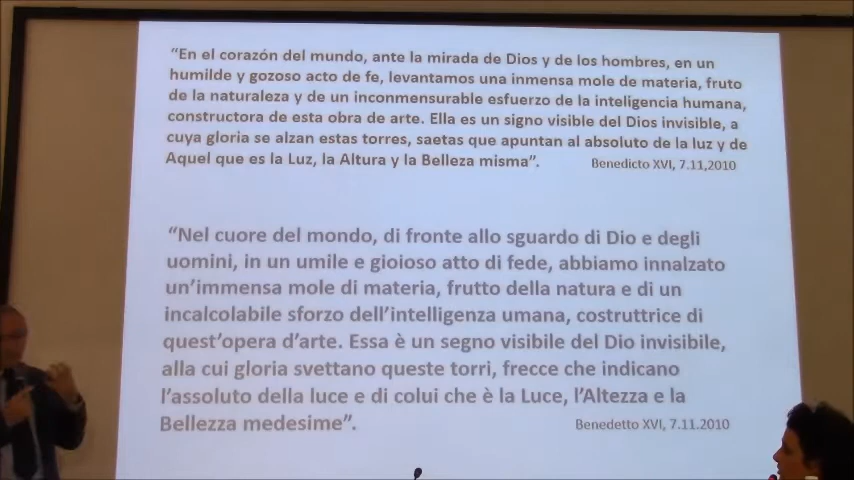 “En el corazón del mundo, ante la mirada de Dios y de los hombres, en un
humilde y gozoso acto de fe, levantamos una inmensa mole de materia, fruto
de la naturaleza y de un inconmensurable esfuerzo de la inteligencia humana,
constructora de esta obra de arte. Ella es un signo visible del Dios invisible, a
cuya gloria se alzan estas torres, saetas que apuntan al absoluto de la luz y de
Aquel que es la Luz, la Altura y la Belleza misma”. Benedicto XVI, 7.11,2010
“Nel cuore del mondo, di fronte allo sguardo di Dio e degli
uomini, in un umile e gioioso atto di fede, abbiamo innalzato
un’immensa mole di materia, frutto della natura e di un
incalcolabile sforzo dell’intelligenza umana, costruttrice di
quest’opera d’arte. Essa è un segno visibile del Dio invisibile,
alla cui gloria svettano queste torri, frecce che indicano
l’assoluto della luce e di colui che è la Luce, l’Altezza e la
Bellezza medesime”. Benedetto XVI, 7.11.2010